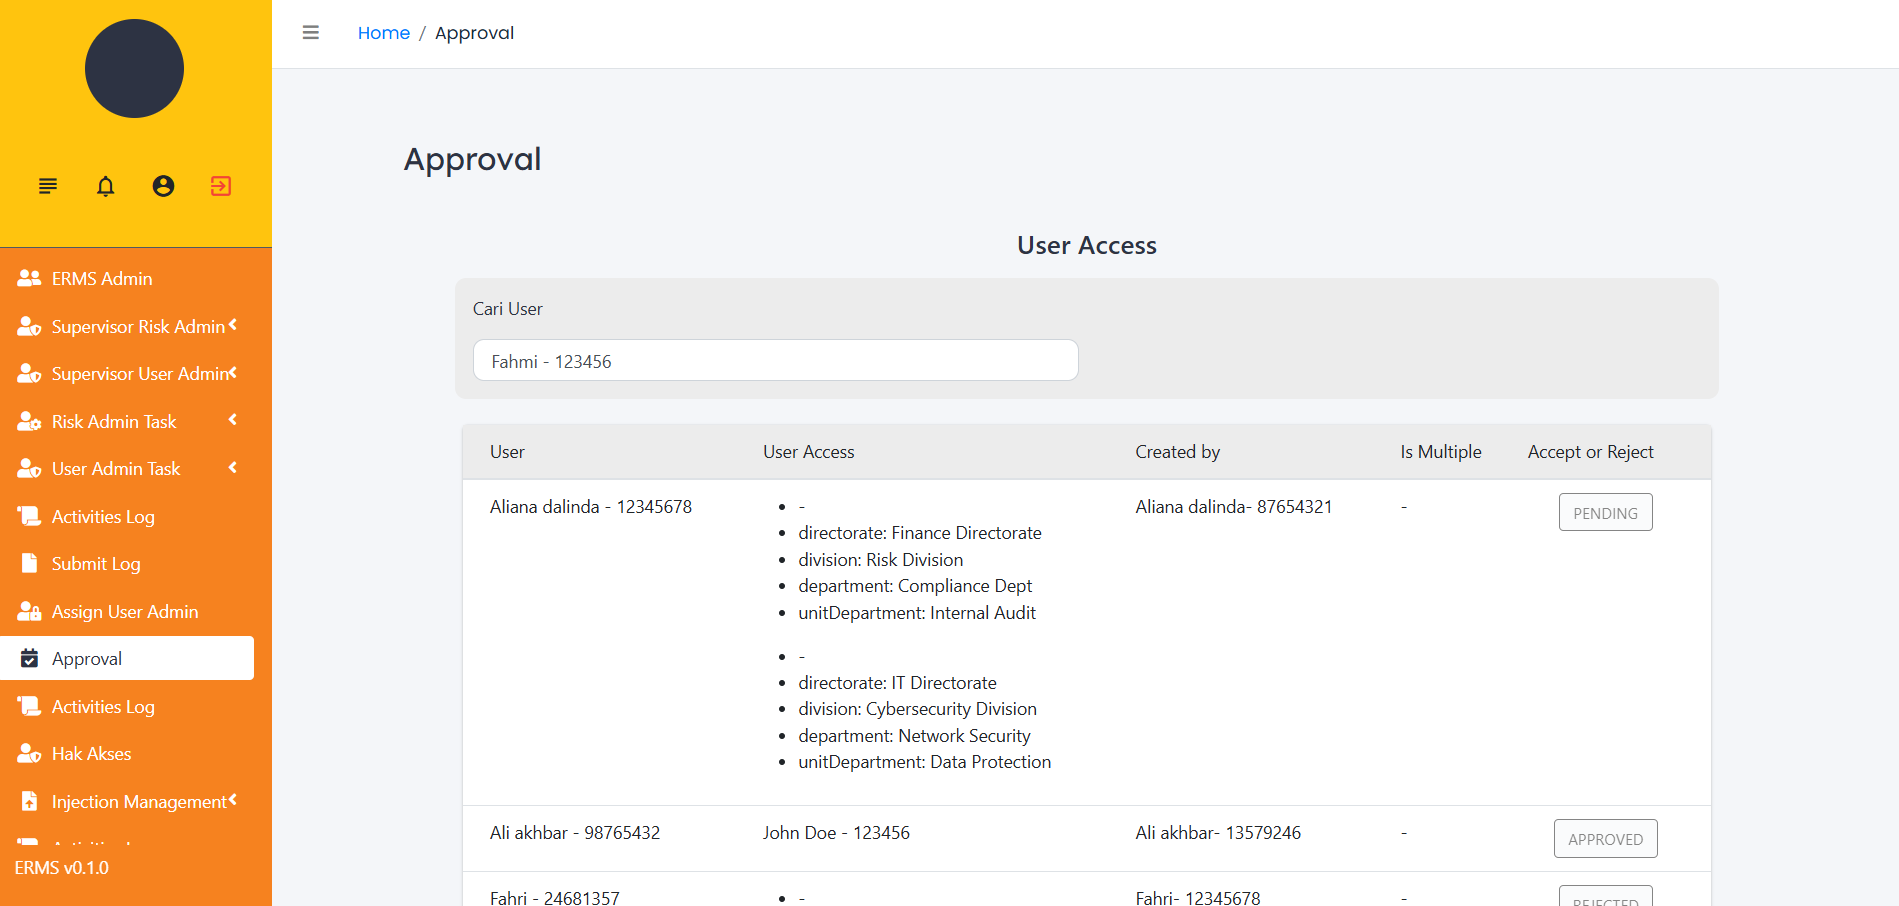 Home / Approval
Approval
ERMS Admin
Supervisor Risk Admin
Supervisor User Admin
Risk Admin Task
User Admin Task
Activities Log
Submit Log
Assign User Admin
Approval
Activities Log
Hak Akses
Injection Management
ERMS v0.1.0
User Access
Cari User
Fahmi - 123456
User User Access Created by Is Multiple Accept or Reject
Aliana dalinda - 12345678 • - Aliana dalinda- 87654321 - PENDING
• directorate: Finance Directorate
• division: Risk Division
• department: Compliance Dept
• unitDepartment: Internal Audit
• -
• directorate: IT Directorate
• division: Cybersecurity Division
• department: Network Security
• unitDepartment: Data Protection
Ali akhbar - 98765432 John Doe - 123456 Ali akhbar- 13579246 - APPROVED
Fahri - 24681357 • - Fahri- 12345678 - REJECTED